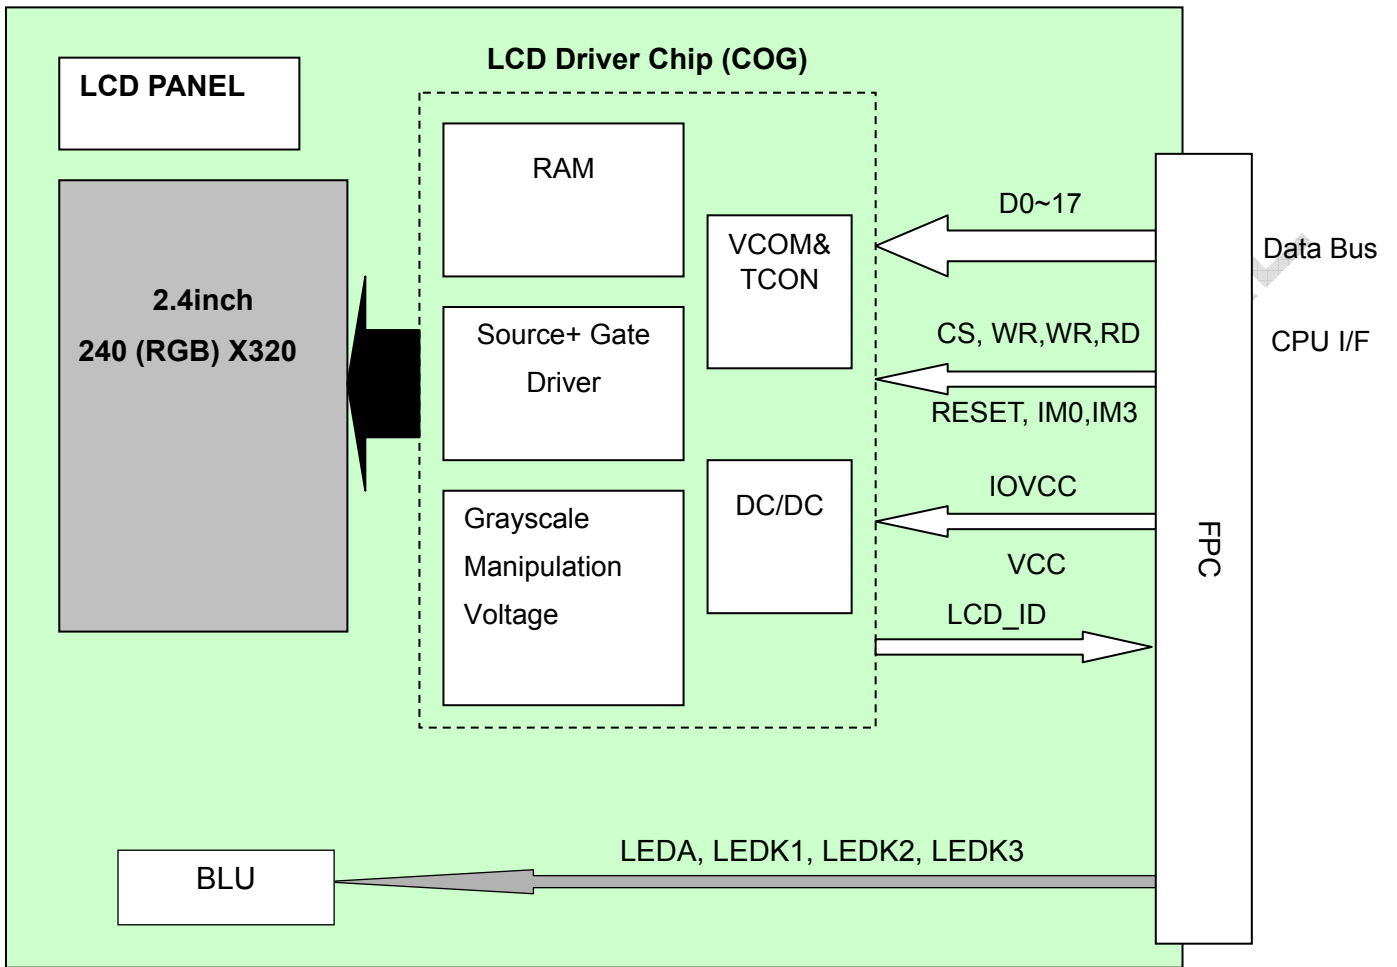 LCD Driver Chip (COG)
LCD PANEL
RAM
2.4inch
240 (RGB) X320
VCOM&
TCON
Source+ Gate
Driver
Grayscale
Manipulation
Voltage
DC/DC
D0~17
CS, WR,WR,RD
RESET, IM0,IM3
IOVCC
VCC
LCD_ID
FPC
Data Bus
CPU I/F
LEDA, LEDK1, LEDK2, LEDK3
BLU